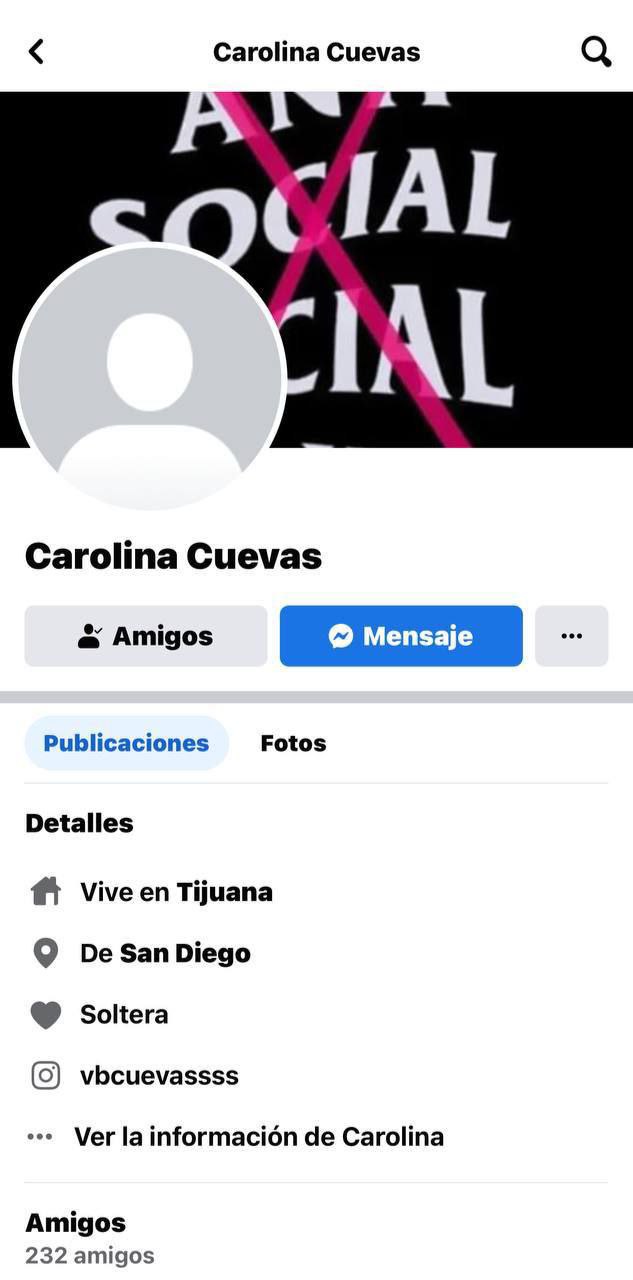 Carolina Cuevas
ANTI
SOCIAL
CIAL
Carolina Cuevas
Amigos
Mensaje
Publicaciones
Fotos
Detalles
Vive en Tijuana
De San Diego
Soltera
vbcuevassss
Ver la información de Carolina
Amigos
232 amigos